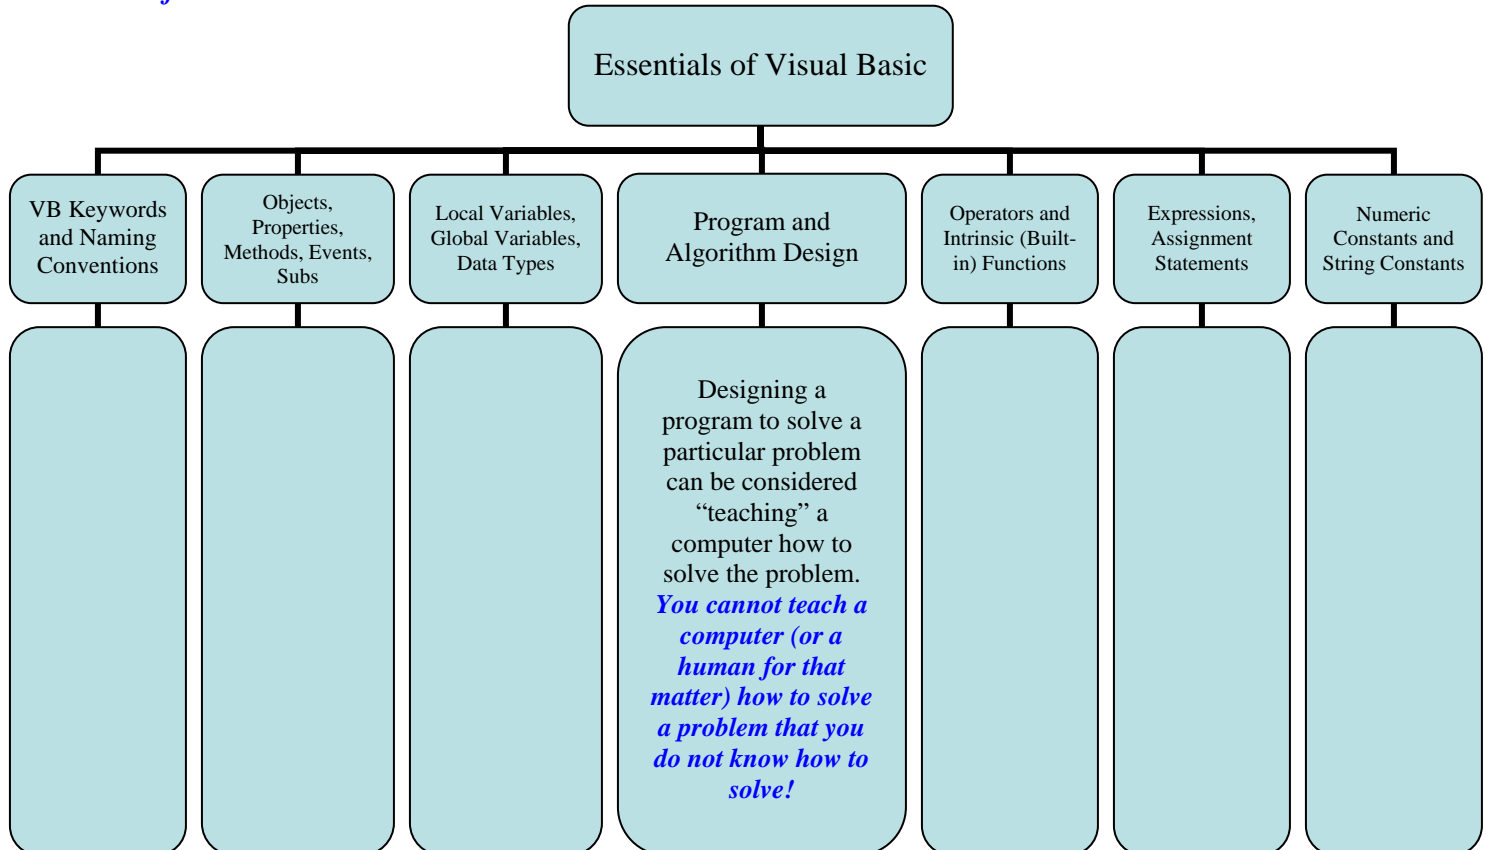 Essentials of Visual Basic
VB Keywords
and Naming
Conventions
Objects,
Properties,
Methods, Events,
Subs
Local Variables,
Global Variables,
Data Types
Program and
Algorithm Design
Operators and
Intrinsic (Built-
in) Functions
Expressions,
Assignment
Statements
Numeric
Constants and
String Constants
Designing a
program to solve a
particular problem
can be considered
“teaching” a
computer how to
solve the problem.
You cannot teach a
computer (or a
human for that
matter) how to solve
a problem that you
do not know how to
solve!